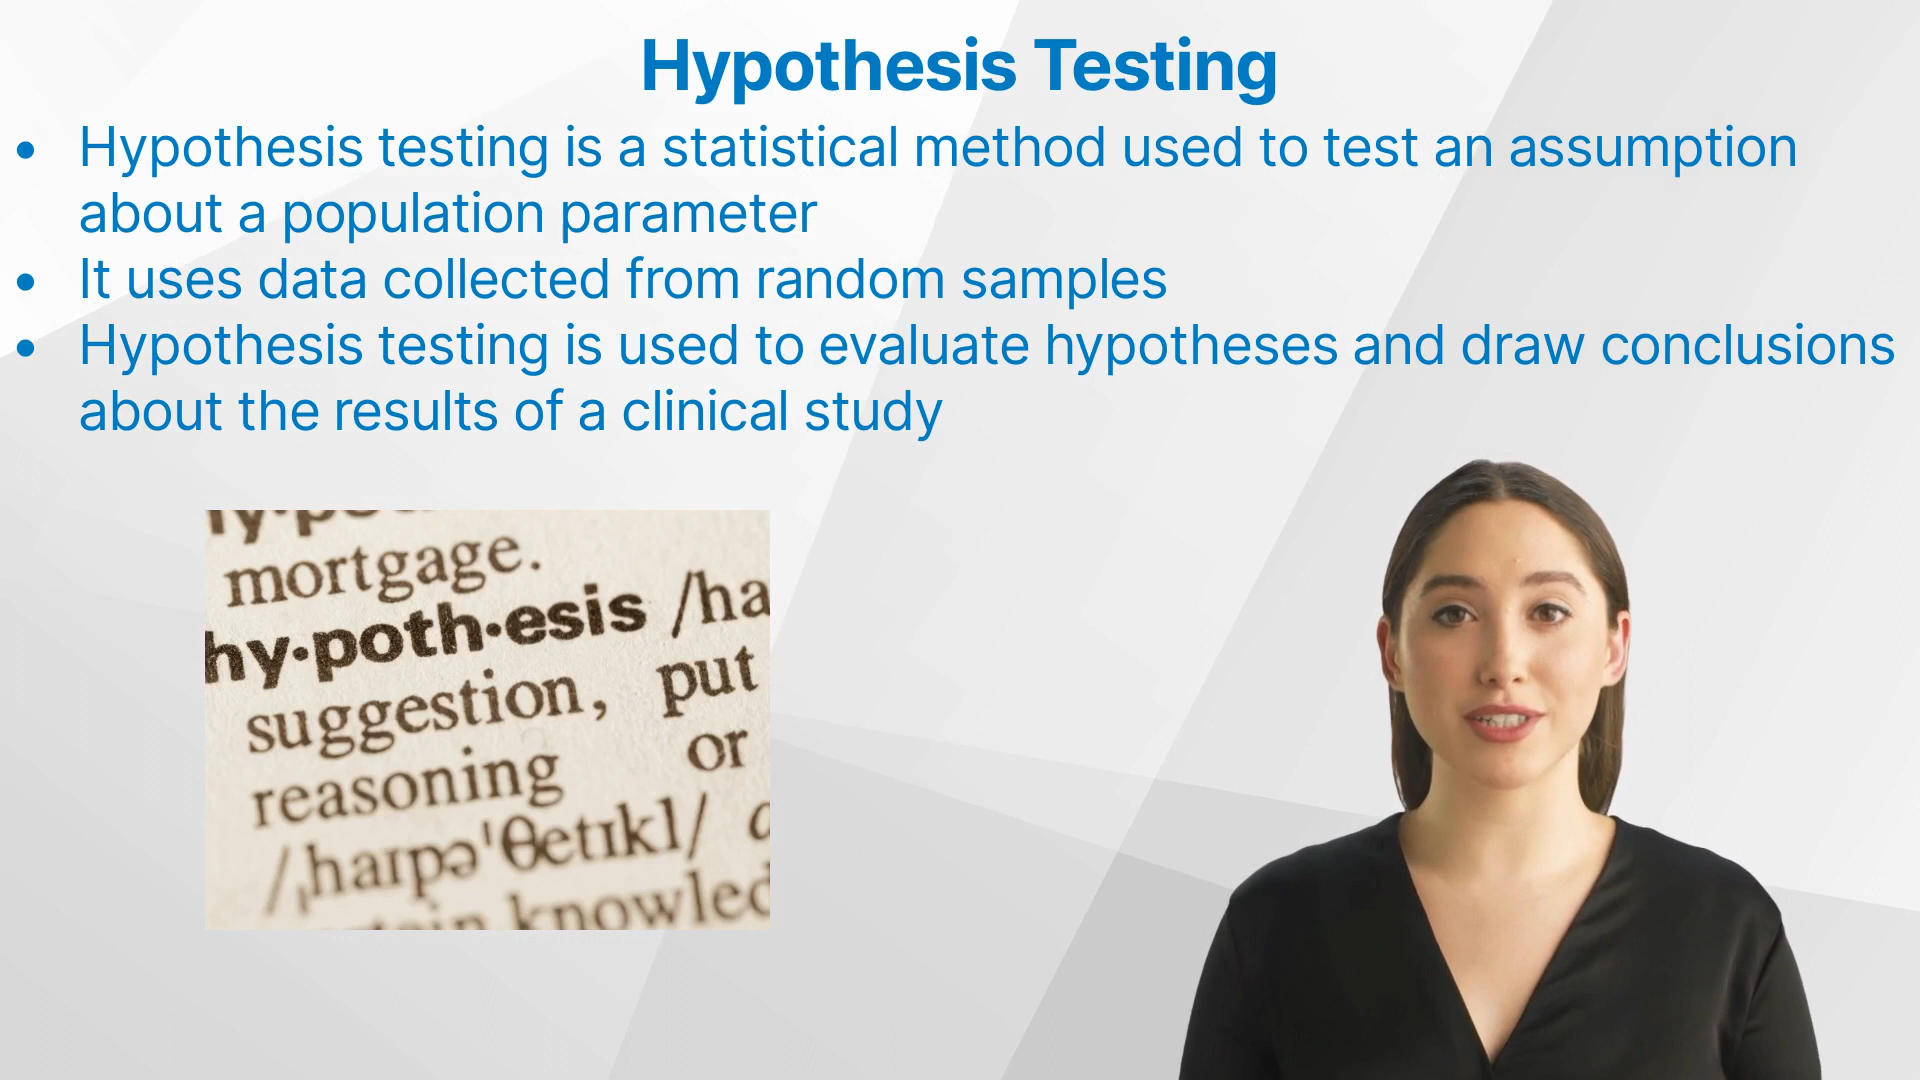 Hypothesis Testing
• Hypothesis testing is a statistical method used to test an assumption
about a population parameter
• It uses data collected from random samples
• Hypothesis testing is used to evaluate hypotheses and draw conclusions
about the results of a clinical study
mortgage.
hy·poth·esis /ha
suggestion, put
reasoning or
/ˌhaɪpəˈθetɪkl/
knowled